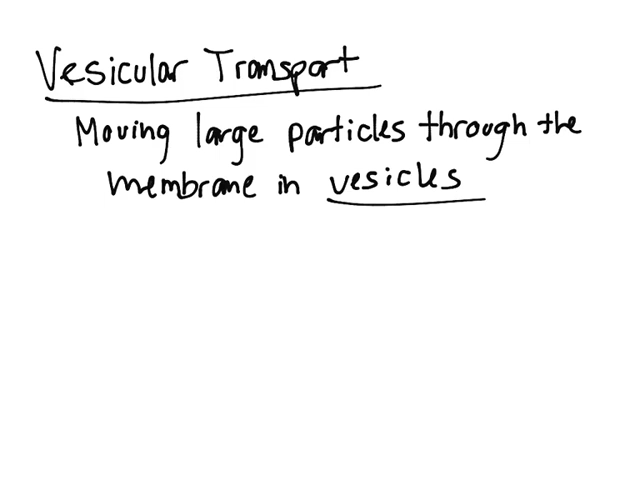 Vesicular Transport
Moving large particles through the
membrane in vesicles